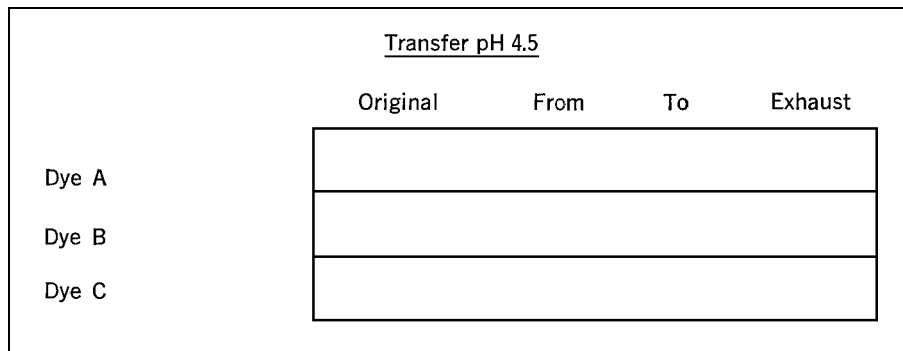 Transfer pH 4.5
Original From To Exhaust
Dye A
Dye B
Dye C